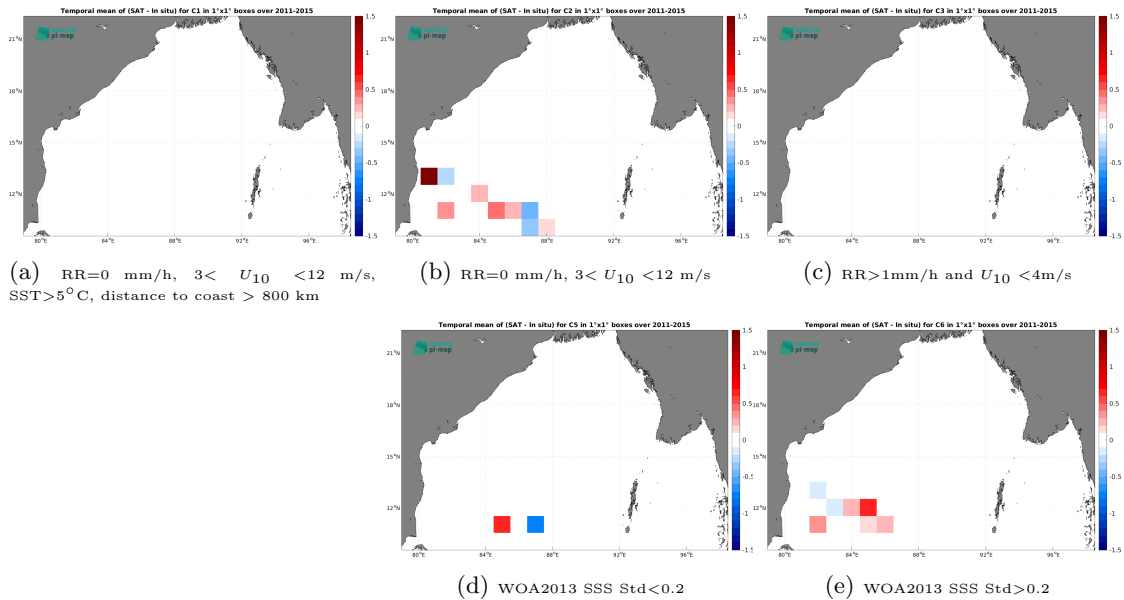 Temporal mean of (SAT - In situ) for C1 in 1°x1° boxes over 2011-2015
21°N
18°N
15°N
12°N
80°E 84°E 88°E 92°E 96°E
1.5
1
0.5
0
-0.5
-1
-1.5
pi-mep
(a) RR=0 mm/h, 3< U10 <12 m/s,
SST>5°C, distance to coast > 800 km
Temporal mean of (SAT - In situ) for C2 in 1°x1° boxes over 2011-2015
21°N
18°N
15°N
12°N
80°E 84°E 88°E 92°E 96°E
1.5
1
0.5
0
-0.5
-1
-1.5
pi-mep
(b) RR=0 mm/h, 3< U10 <12 m/s
Temporal mean of (SAT - In situ) for C3 in 1°x1° boxes over 2011-2015
21°N
18°N
15°N
12°N
80°E 84°E 88°E 92°E 96°E
1.5
1
0.5
0
-0.5
-1
-1.5
pi-mep
(c) RR>1mm/h and U10 <4m/s
Temporal mean of (SAT - In situ) for C5 in 1°x1° boxes over 2011-2015
21°N
18°N
15°N
12°N
80°E 84°E 88°E 92°E 96°E
1.5
1
0.5
0
-0.5
-1
-1.5
pi-mep
(d) WOA2013 SSS Std<0.2
Temporal mean of (SAT - In situ) for C6 in 1°x1° boxes over 2011-2015
21°N
18°N
15°N
12°N
80°E 84°E 88°E 92°E 96°E
1.5
1
0.5
0
-0.5
-1
-1.5
pi-mep
(e) WOA2013 SSS Std>0.2